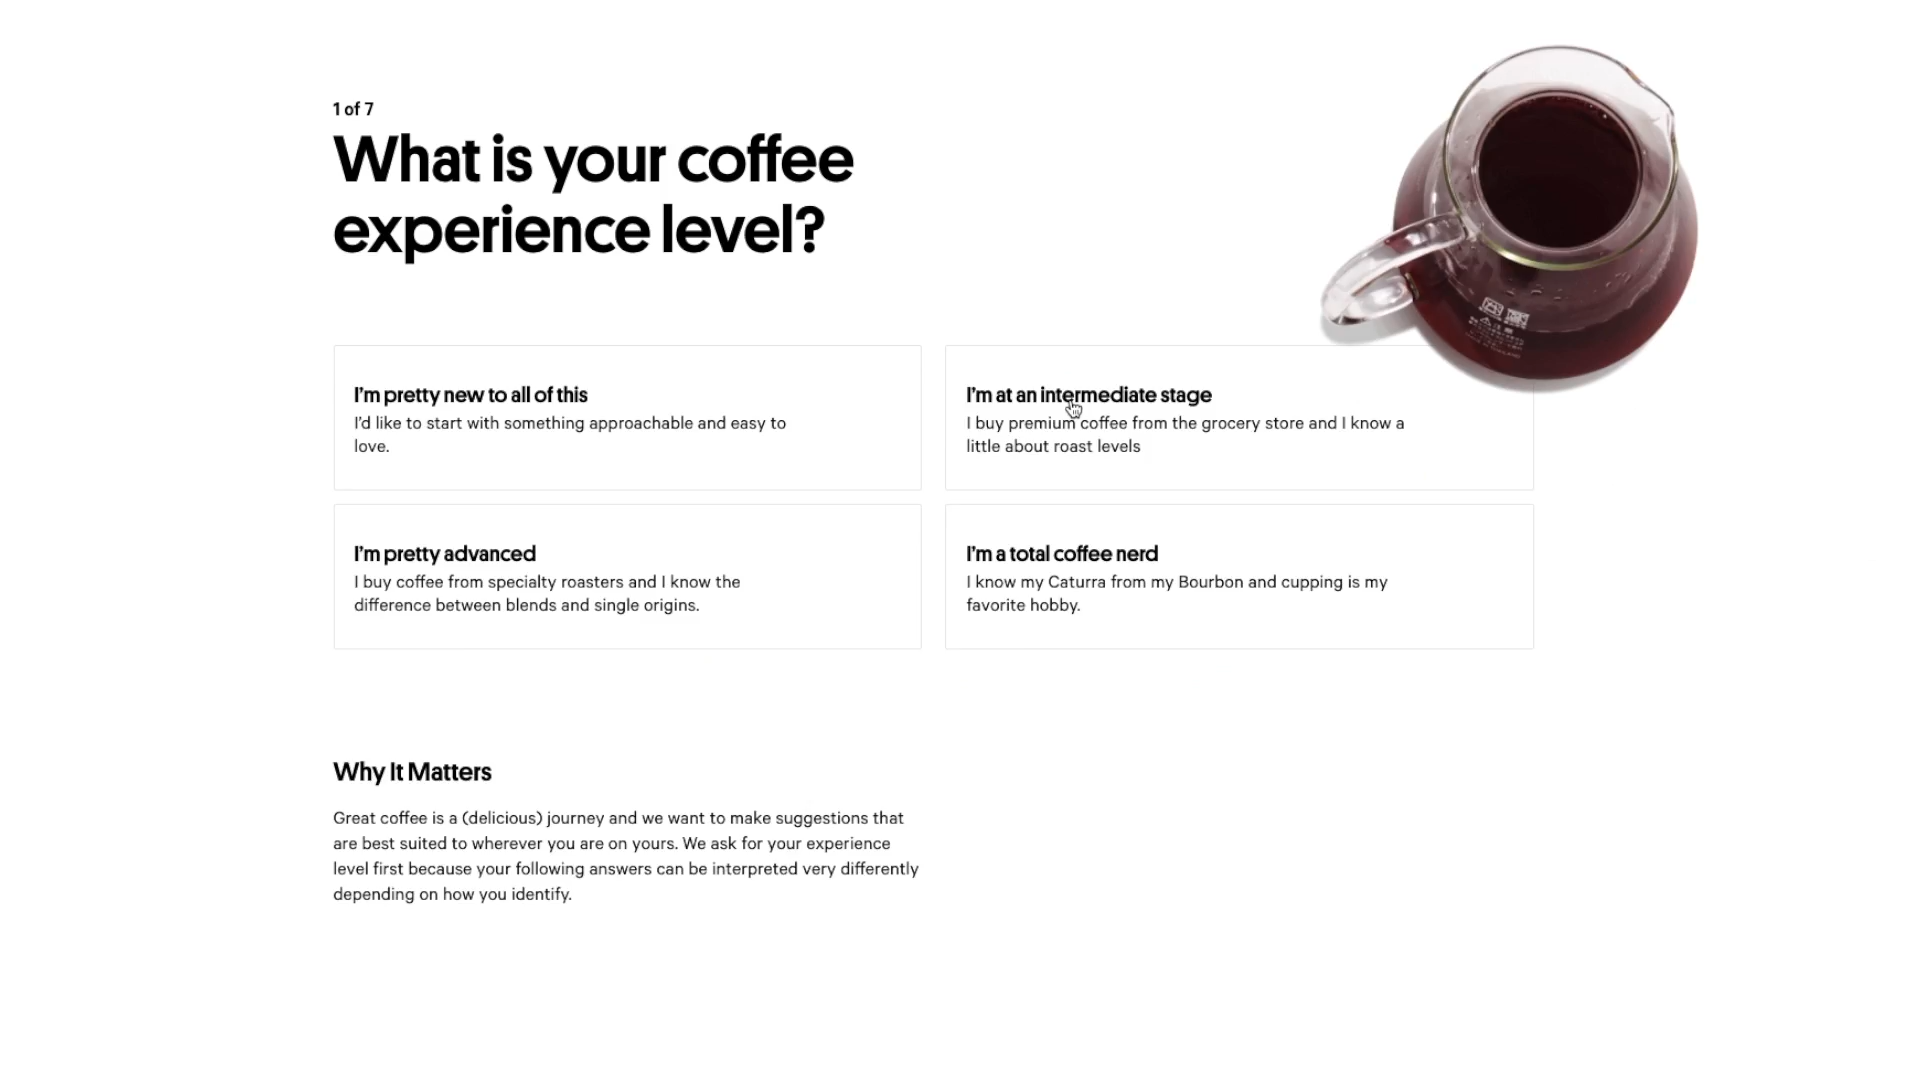 1 of 7
What is your coffee
experience level?
I'm pretty new to all of this
I'd like to start with something approachable and easy to
love.
I'm at an intermediate stage
I buy premium coffee from the grocery store and I know a
little about roast levels
I'm pretty advanced
I buy coffee from specialty roasters and I know the
difference between blends and single origins.
I'm a total coffee nerd
I know my Caturra from my Bourbon and cupping is my
favorite hobby.
Why It Matters
Great coffee is a (delicious) journey and we want to make suggestions that
are best suited to wherever you are on yours. We ask for your experience
level first because your following answers can be interpreted very differently
depending on how you identify.